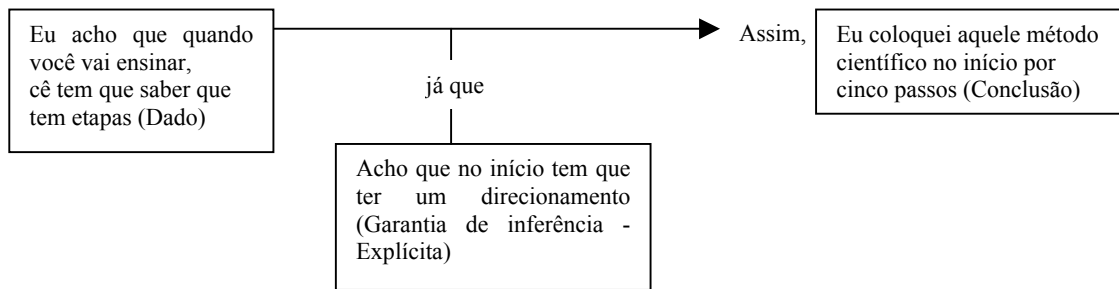 Eu acho que quando
você vai ensinar,
cê tem que saber que
tem etapas (Dado)
já que
Acho que no início tem que
ter um direcionamento
(Garantia de inferência -
Explícita)
Assim,
Eu coloquei aquele método
científico no início por
cinco passos (Conclusão)